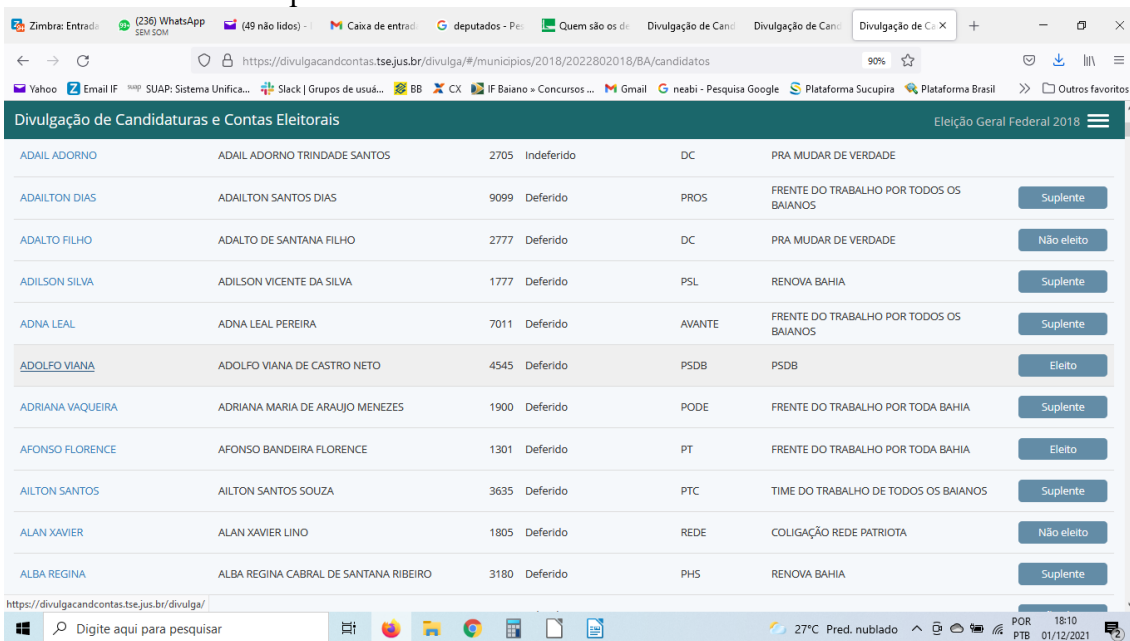 Zimbra: Entrada
(236) WhatsApp
SEM SOM
(49 não lidos) -
Caixa de entrad
deputados - Pes
Quem são os de
Divulgação de Cand
Divulgação de Cand
Divulgação de Ca
https://divulgacandcontas.tse.jus.br/divulga/#/municipios/2018/2022802018/BA/candidatos
90%
Yahoo Email IF SUAP: Sistema Unifica... Slack | Grupos de usuá... BB CX IF Baiano » Concursos ... Gmail neabi - Pesquisa Google Plataforma Sucupira Plataforma Brasil Outros favoritos
Divulgação de Candidaturas e Contas Eleitorais Eleição Geral Federal 2018
ADAIL ADORNO ADAIL ADORNO TRINDADE SANTOS 2705 Indeferido DC PRA MUDAR DE VERDADE
ADAILTON DIAS ADAILTON SANTOS DIAS 9099 Deferido PROS FRENTE DO TRABALHO POR TODOS OS
BAIANOS
Suplente
ADALTO FILHO ADALTO DE SANTANA FILHO 2777 Deferido DC PRA MUDAR DE VERDADE Não eleito
ADILSON SILVA ADILSON VICENTE DA SILVA 1777 Deferido PSL RENOVA BAHIA Suplente
ADNA LEAL ADNA LEAL PEREIRA 7011 Deferido AVANTE FRENTE DO TRABALHO POR TODOS OS
BAIANOS
Suplente
ADOLFO VIANA ADOLFO VIANA DE CASTRO NETO 4545 Deferido PSDB PSDB Eleito
ADRIANA VAQUEIRA ADRIANA MARIA DE ARAUJO MENEZES 1900 Deferido PODE FRENTE DO TRABALHO POR TODA BAHIA Suplente
AFONSO FLORENCE AFONSO BANDEIRA FLORENCE 1301 Deferido PT FRENTE DO TRABALHO POR TODA BAHIA Eleito
AILTON SANTOS AILTON SANTOS SOUZA 3635 Deferido PTC TIME DO TRABALHO DE TODOS OS BAIANOS Suplente
ALAN XAVIER ALAN XAVIER LINO 1805 Deferido REDE COLIGAÇÃO REDE PATRIOTA Não eleito
ALBA REGINA ALBA REGINA CABRAL DE SANTANA RIBEIRO 3180 Deferido PHS RENOVA BAHIA Suplente
https://divulgacandcontas.tse.jus.br/divulga/
Digite aqui para pesquisar
27°C Pred. nublado
POR
PTB
18:10
01/12/2021
2